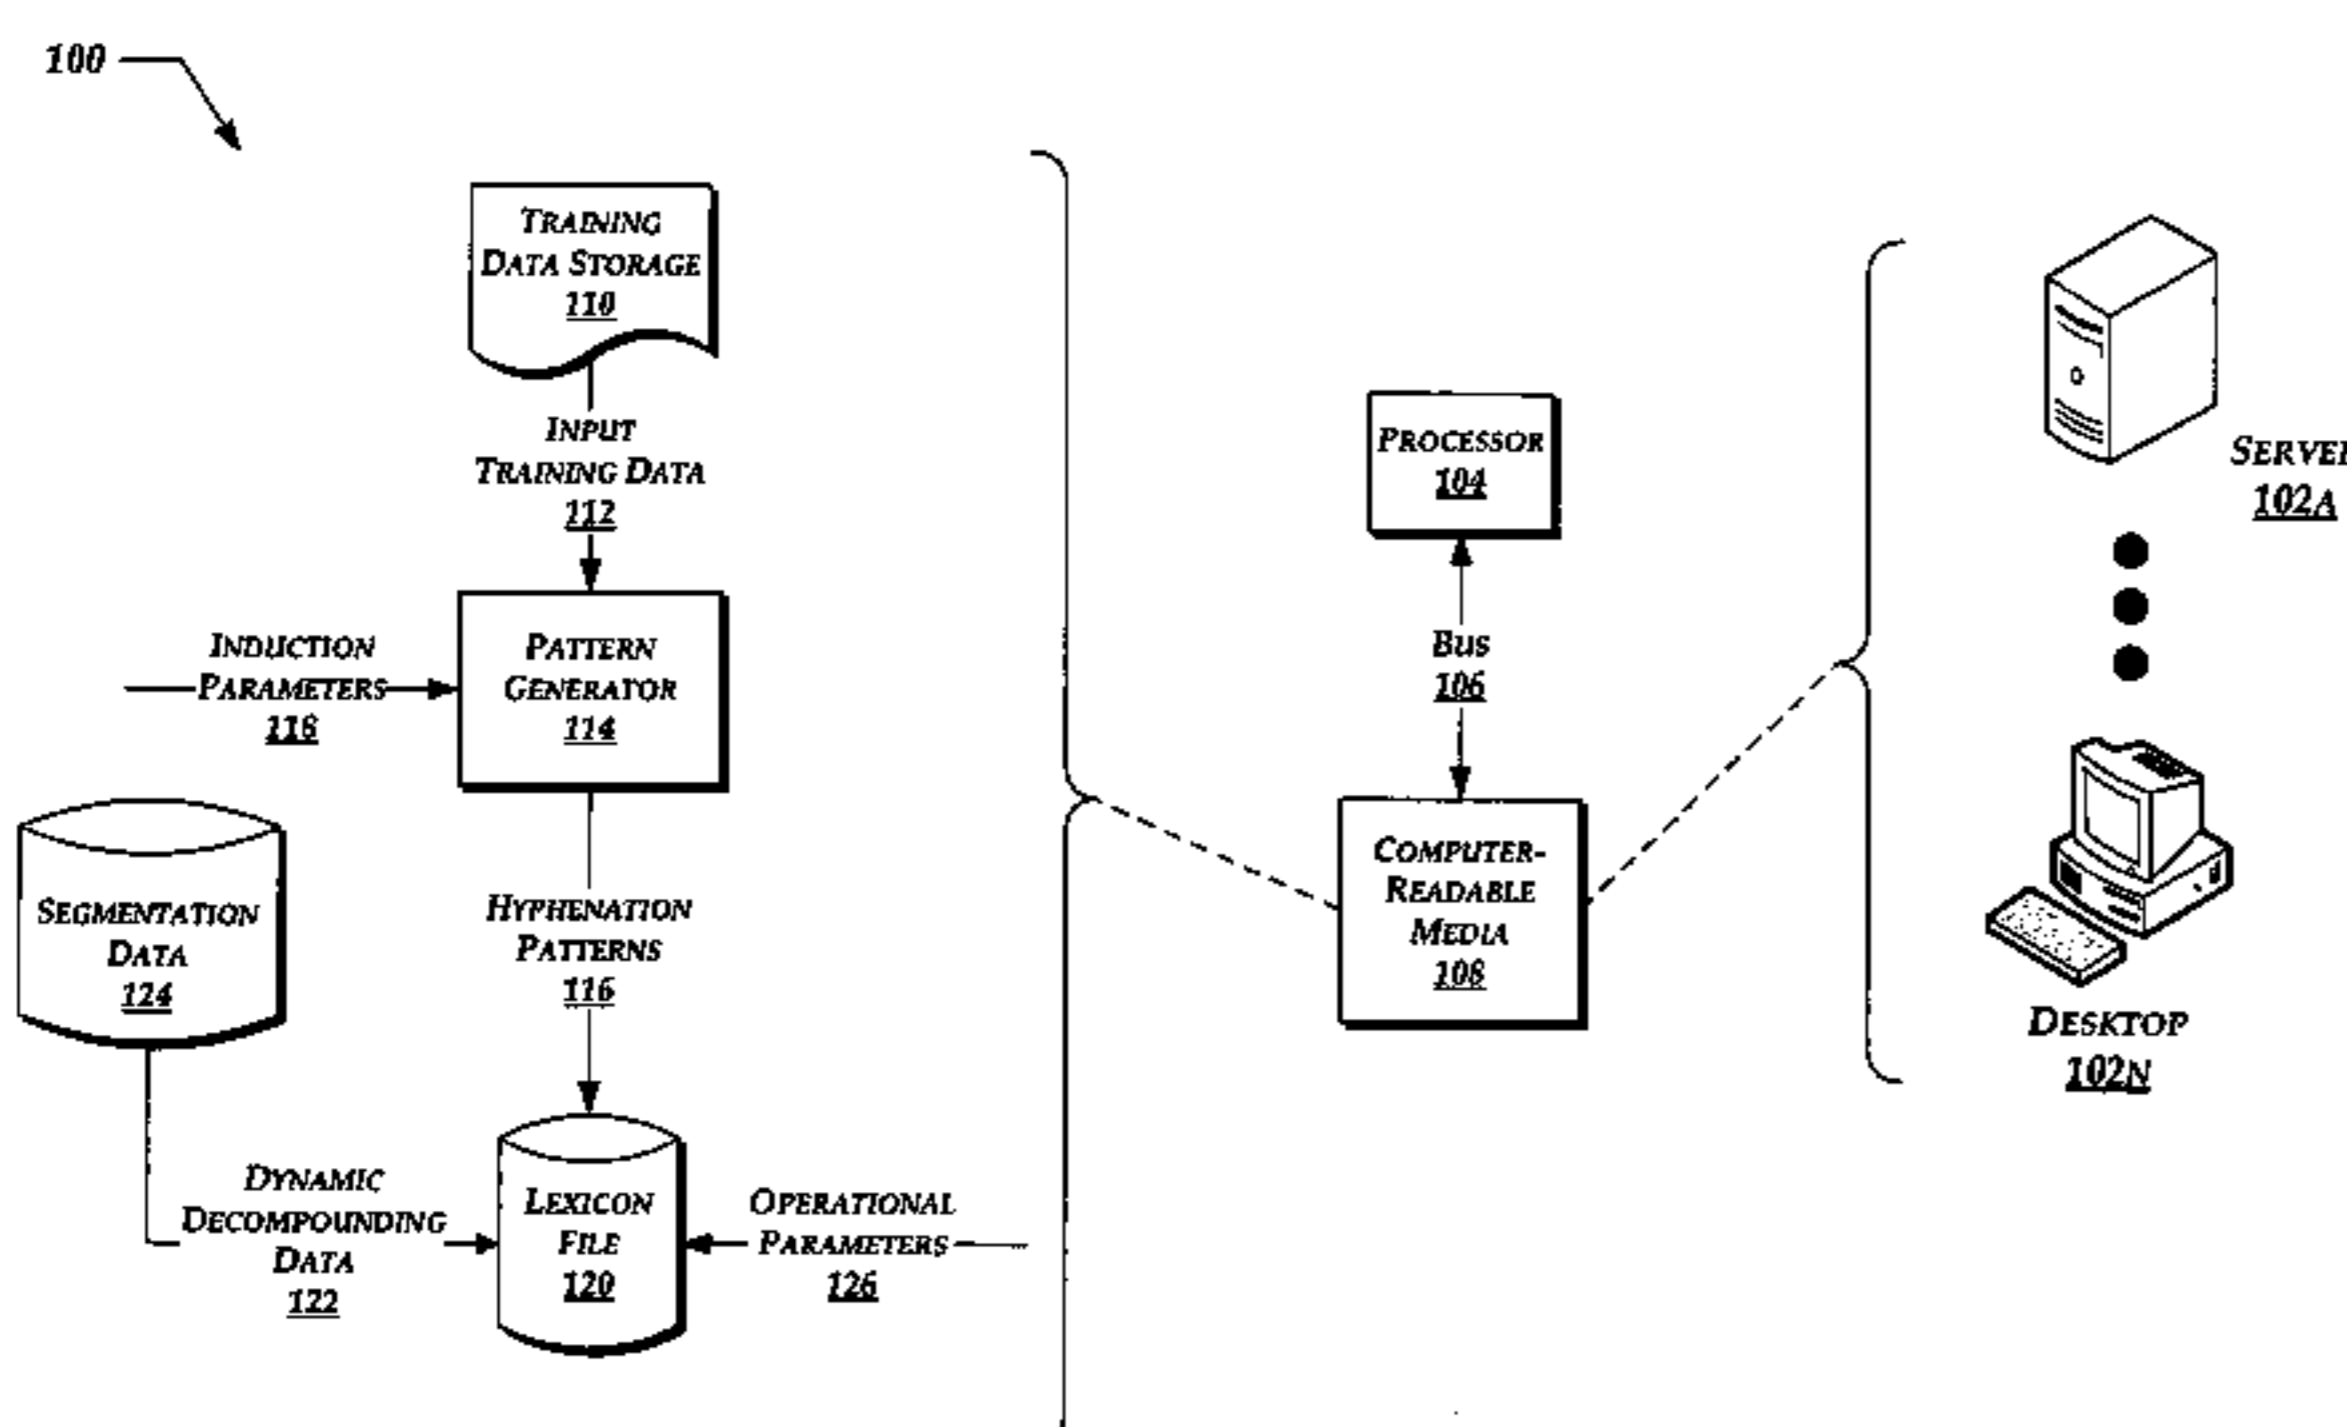 100
TRAINING
DATA STORAGE
110
INPUT
TRAINING DATA
112
INDUCTION
PARAMETERS
118
PATTERN
GENERATOR
114
SEGMENTATION
DATA
124
HYPHENATION
PATTERNS
116
DYNAMIC
DECOMPOUNDING
DATA
122
LEXICON
FILE
120
OPERATIONAL
PARAMETERS
126
PROCESSOR
104
BUS
106
COMPUTER-
READABLE
MEDIA
108
SERVER
102A
DESKTOP
102N